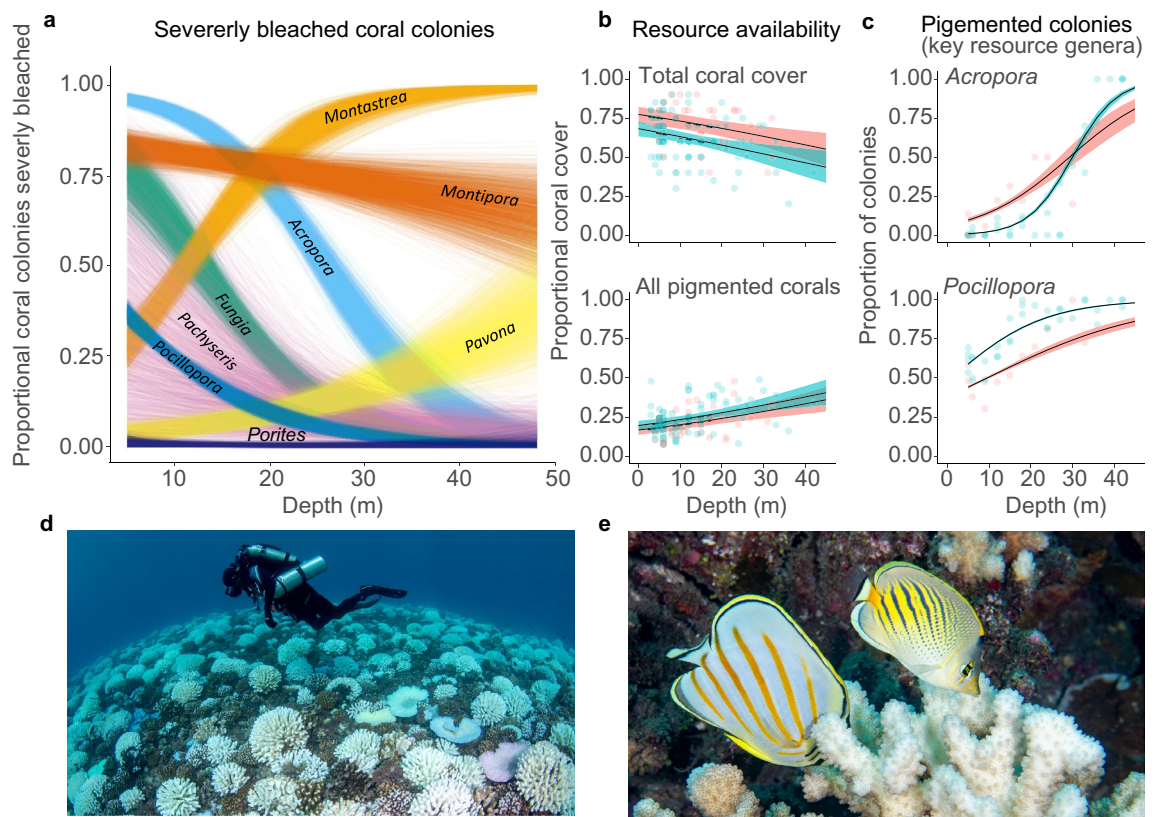 a
Severerly bleached coral colonies
Proportional coral colonies severly bleached
1.00
0.75
0.50
0.25
0.00
Montastrea
Montipora
Acropora
Fungia
Pachyseris
Pocillopora
Pavona
Porites
10
20
30
40
50
Depth (m)
b
Resource availability
Proportional coral cover
Total coral cover
1.00
0.75
0.50
0.25
0.00
All pigmented corals
1.00
0.75
0.50
0.25
0.00
0
10
20
30
40
Depth (m)
c
Pigemented colonies
(key resource genera)
Proportion of colonies
Acropora
1.00
0.75
0.50
0.25
0.00
Pocillopora
1.00
0.75
0.50
0.25
0.00
0
10
20
30
40
Depth (m)
d
e